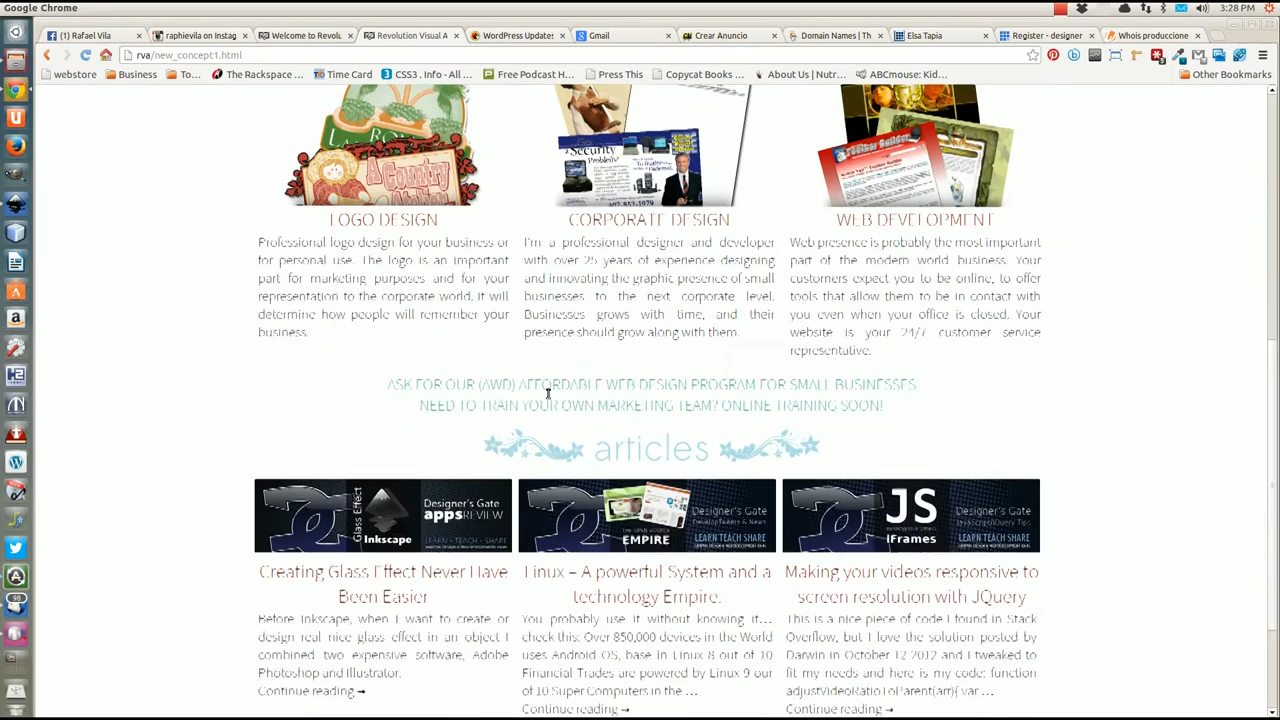 Google Chrome
3:28 PM
(1) Rafael Vila
raphievila on Instag
Welcome to Revolu
Revolution Visual A
WordPress Updates
Gmail
Crear Anuncio
Domain Names | Th
Elsa Tapia
Register - designer
Whois produccione
rva/new_concept1.html
webstore
Business
To...
The Rackspace ...
Time Card
CSS3 . Info - All ...
Free Podcast H...
Press This
Copycat Books ...
About Us | Nutr...
ABCmouse: Kid...
Other Bookmarks
A Country
Security
Problems?
LOGO DESIGN
CORPORATE DESIGN
WEB DEVELOPMENT
Professional logo design for your business or
for personal use. The logo is an important
part for marketing purposes and for your
representation to the corporate world, it will
determine how people will remember your
business.
I'm a professional designer and developer
with over 25 years of experience designing
and innovating the graphic presence of small
businesses to the next corporate level.
Businesses grows with time, and their
presence should grow along with them.
Web presence is probably the most important
part of the modern world business. Your
customers expect you to be online, to offer
tools that allow them to be in contact with
you even when your office is closed. Your
website is your 24/7 customer service
representative.
ASK FOR OUR (AWD) AFFORDABLE WEB DESIGN PROGRAM FOR SMALL BUSINESSES
NEED TO TRAIN YOUR OWN MARKETING TEAM? ONLINE TRAINING SOON!
articles
Glass Effect
Inkscape
Designer's Gate
appsREVIEW
LEARN - TEACH - SHARE
THE OPEN SOURCE
EMPIRE
Designer's Gate
LEARN TEACH SHARE
JS
IFrames
Designer's Gate
JavaScript/jQuery Tips
LEARN TEACH SHARE
Creating Glass Effect Never Have
Been Easier
Linux – A powerful System and a
technology Empire.
Making your videos responsive to
screen resolution with JQuery
Before Inkscape, when I want to create or
design real nice glass effect in an object I
combined two expensive software, Adobe
Photoshop and Illustrator.
Continue reading →
You probably use it without knowing it…
check this: Over 850,000 devices in the World
uses Android OS, base in Linux 8 out of 10
Financial Trades are powered by Linux 9 out
of 10 Super Computers in the …
Continue reading →
This is a nice piece of code I found in Stack
Overflow, but I love the solution posted by
Darwin in October 12 2012 and I tweaked to
fit my needs and here is my code: function
adjustVideoRatioToParent(arr){ var …
Continue reading →
98